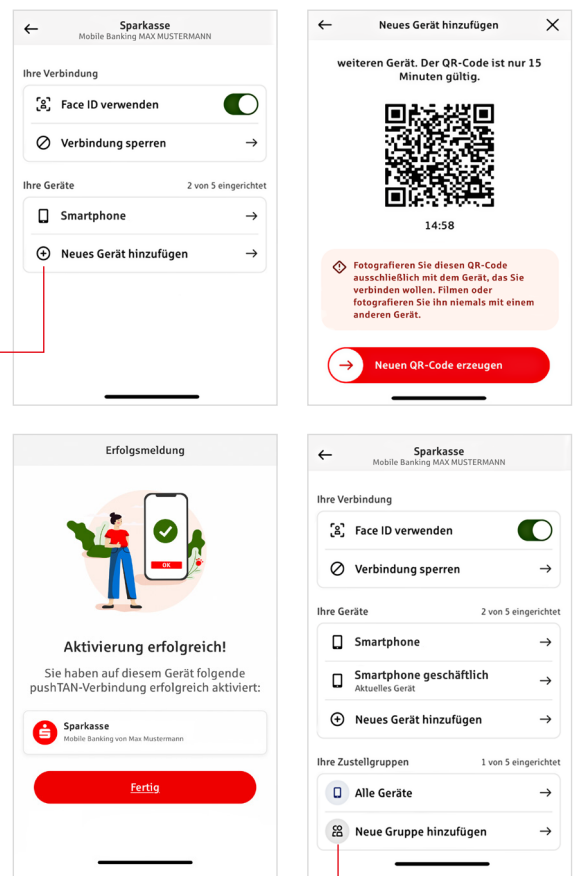 Sparkasse
Mobile Banking MAX MUSTERMANN
Ihre Verbindung
Face ID verwenden
Verbindung sperren
Ihre Geräte 2 von 5 eingerichtet
Smartphone
Neues Gerät hinzufügen
Neues Gerät hinzufügen
weiteren Gerät. Der QR-Code ist nur 15
Minuten gültig.
14:58
Fotografieren Sie diesen QR-Code
ausschließlich mit dem Gerät, das Sie
verbinden wollen. Filmen oder
fotografieren Sie ihn niemals mit einem
anderen Gerät.
Neuen QR-Code erzeugen
Erfolgsmeldung
OK
Aktivierung erfolgreich!
Sie haben auf diesem Gerät folgende
pushTAN-Verbindung erfolgreich aktiviert:
Sparkasse
Mobile Banking von Max Mustermann
Fertig
Sparkasse
Mobile Banking MAX MUSTERMANN
Ihre Verbindung
Face ID verwenden
Verbindung sperren
Ihre Geräte 2 von 5 eingerichtet
Smartphone
Smartphone geschäftlich
Aktuelles Gerät
Neues Gerät hinzufügen
Ihre Zustellgruppen 1 von 5 eingerichtet
Alle Geräte
Neue Gruppe hinzufügen